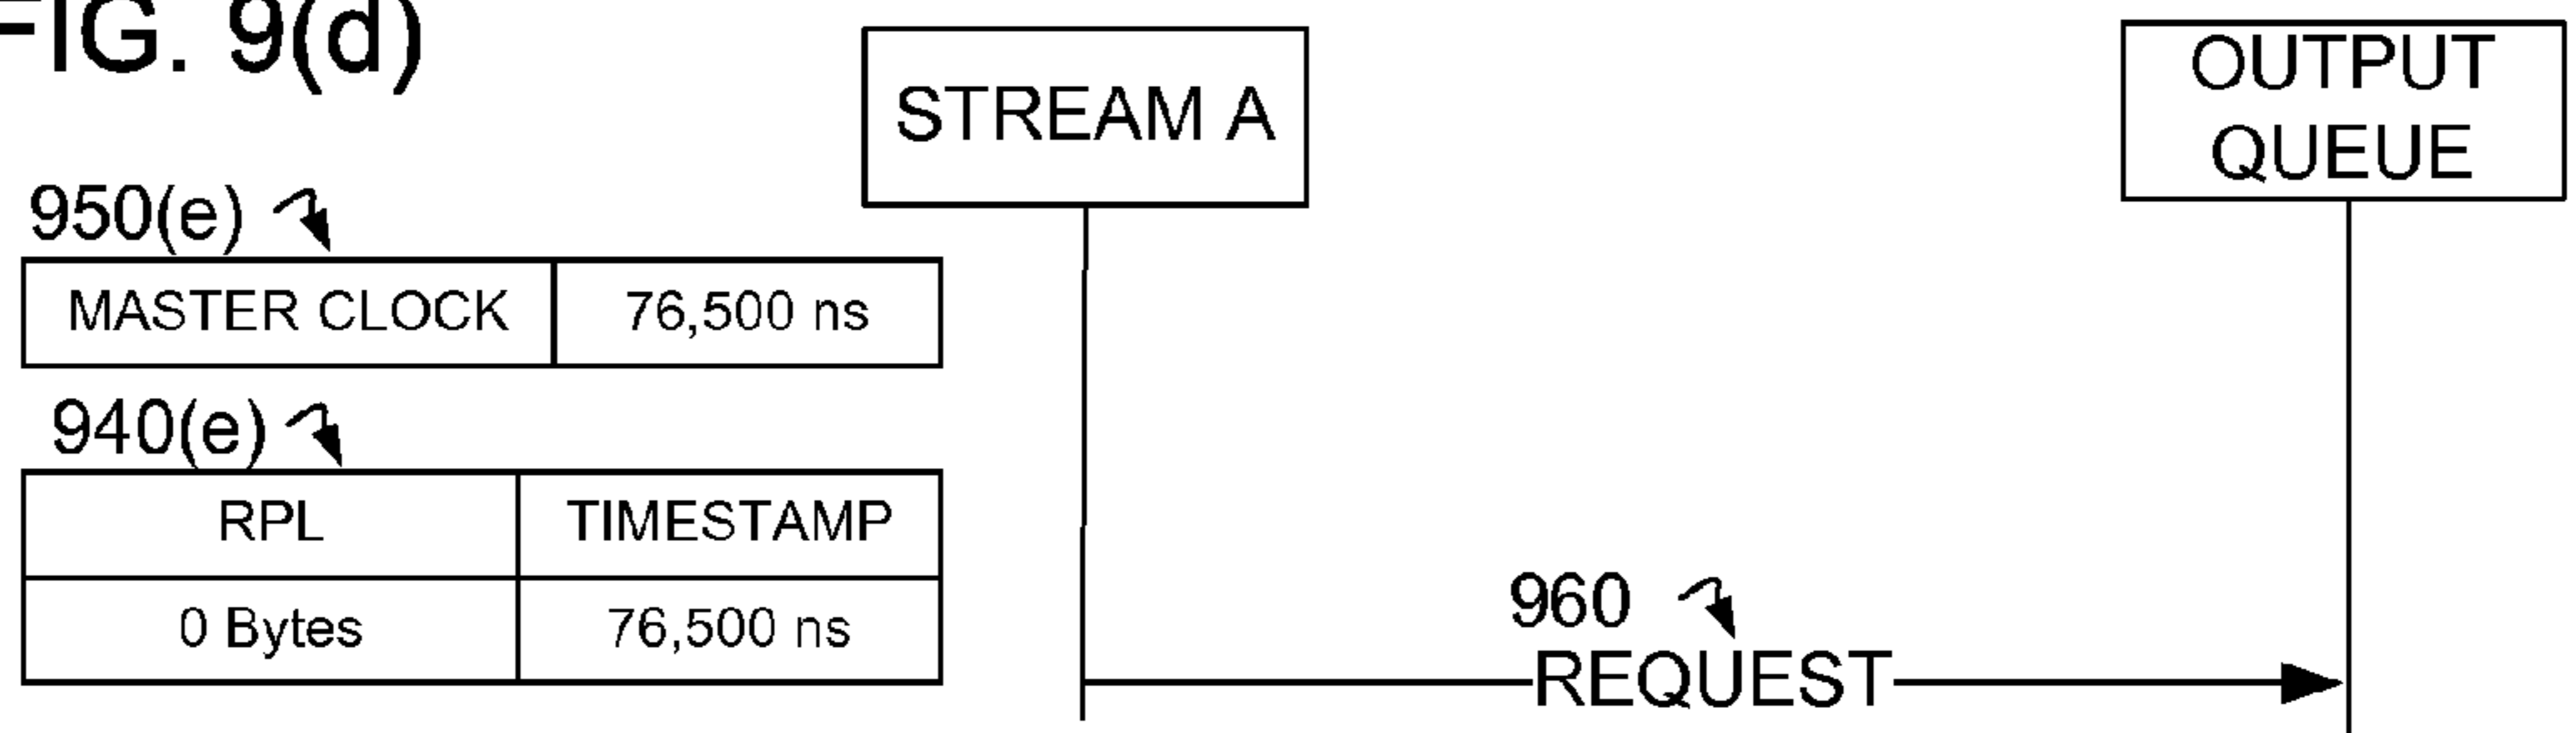 FIG. 9(d)
STREAM A
OUTPUT
QUEUE
950(e)
MASTER CLOCK 76,500 ns
940(e)
RPL TIMESTAMP
0 Bytes 76,500 ns
960
REQUEST